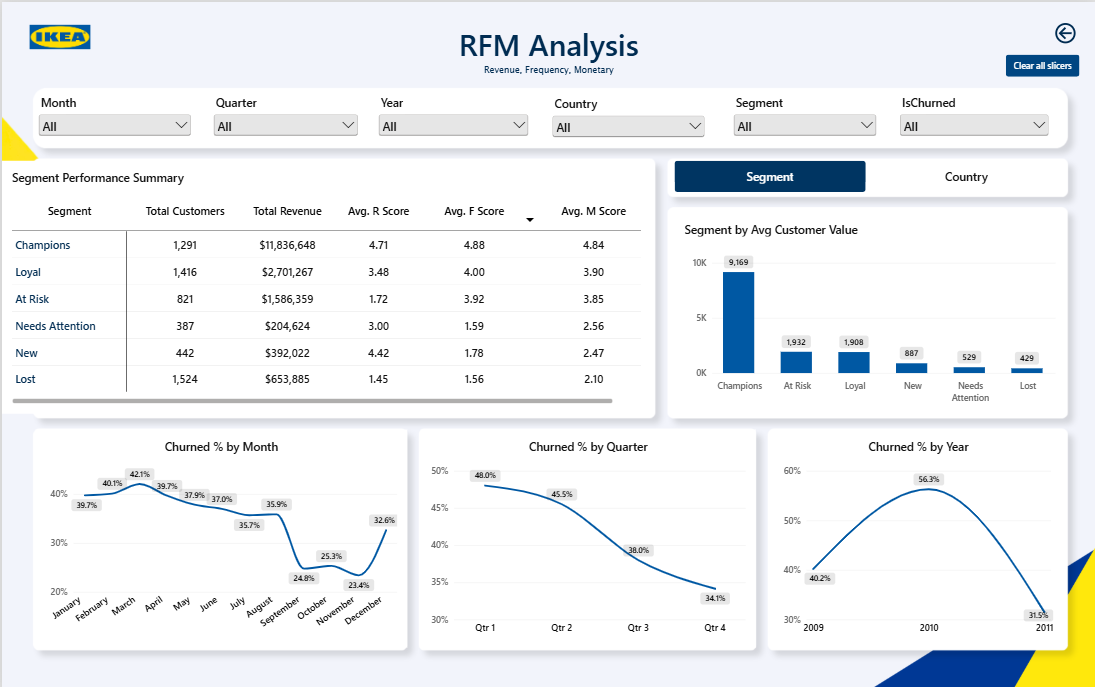 IKEA
RFM Analysis
Revenue, Frequency, Monetary
Clear all slicers
Month Quarter Year Country Segment IsChurned
All All All All All All
Segment Performance Summary
Segment Total Customers Total Revenue Avg. R Score Avg. F Score Avg. M Score
Champions 1,291 $11,836,648 4.71 4.88 4.84
Loyal 1,416 $2,701,267 3.48 4.00 3.90
At Risk 821 $1,586,359 1.72 3.92 3.85
Needs Attention 387 $204,624 3.00 1.59 2.56
New 442 $392,022 4.42 1.78 2.47
Lost 1,524 $653,885 1.45 1.56 2.10
Segment Country
Segment by Avg Customer Value
10K
5K
0K
9,169 1,932 1,908 887 529 429
Champions At Risk Loyal New Needs Attention Lost
Churned % by Month
40%
30%
20%
39.7% 40.1% 42.1% 39.7% 37.9% 37.0% 35.7% 35.9% 24.8% 25.3% 23.4% 32.6%
January February March April May June July August September October November December
Churned % by Quarter
50%
45%
40%
35%
30%
48.0% 45.5% 38.0% 34.1%
Qtr 1 Qtr 2 Qtr 3 Qtr 4
Churned % by Year
60%
50%
40%
30%
40.2% 56.3% 31.5%
2009 2010 2011